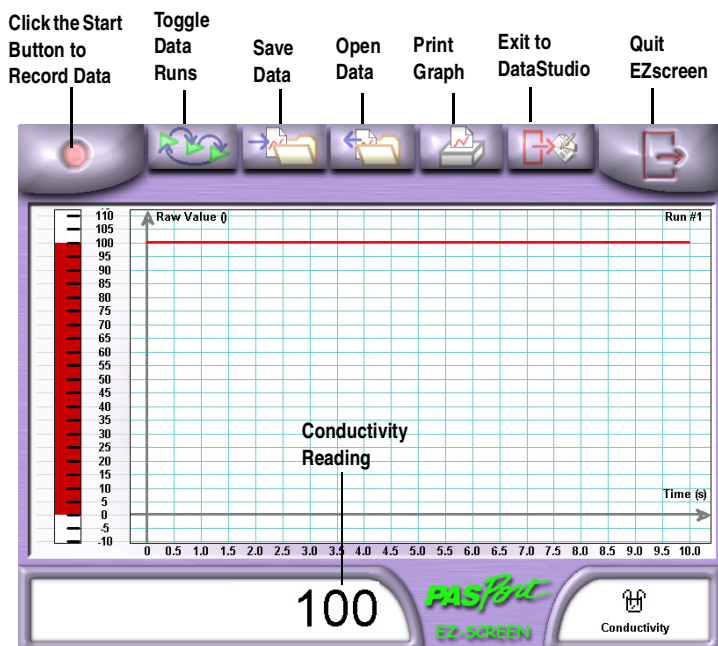 Click the Start
Button to
Record Data
Toggle
Data
Runs
Save
Data
Open
Data
Print
Graph
Exit to
DataStudio
Quit
EZscreen
Raw Value ()
Run #1
110
105
100
95
90
85
80
75
70
65
60
55
50
45
40
35
30
25
20
15
10
5
0
-5
-10
Conductivity
Reading
Time (s)
0 0.5 1.0 1.5 2.0 2.5 3.0 3.5 4.0 4.5 5.0 5.5 6.0 6.5 7.0 7.5 8.0 8.5 9.0 9.5 10.0
100
PASPort
EZ-SCREEN
Conductivity